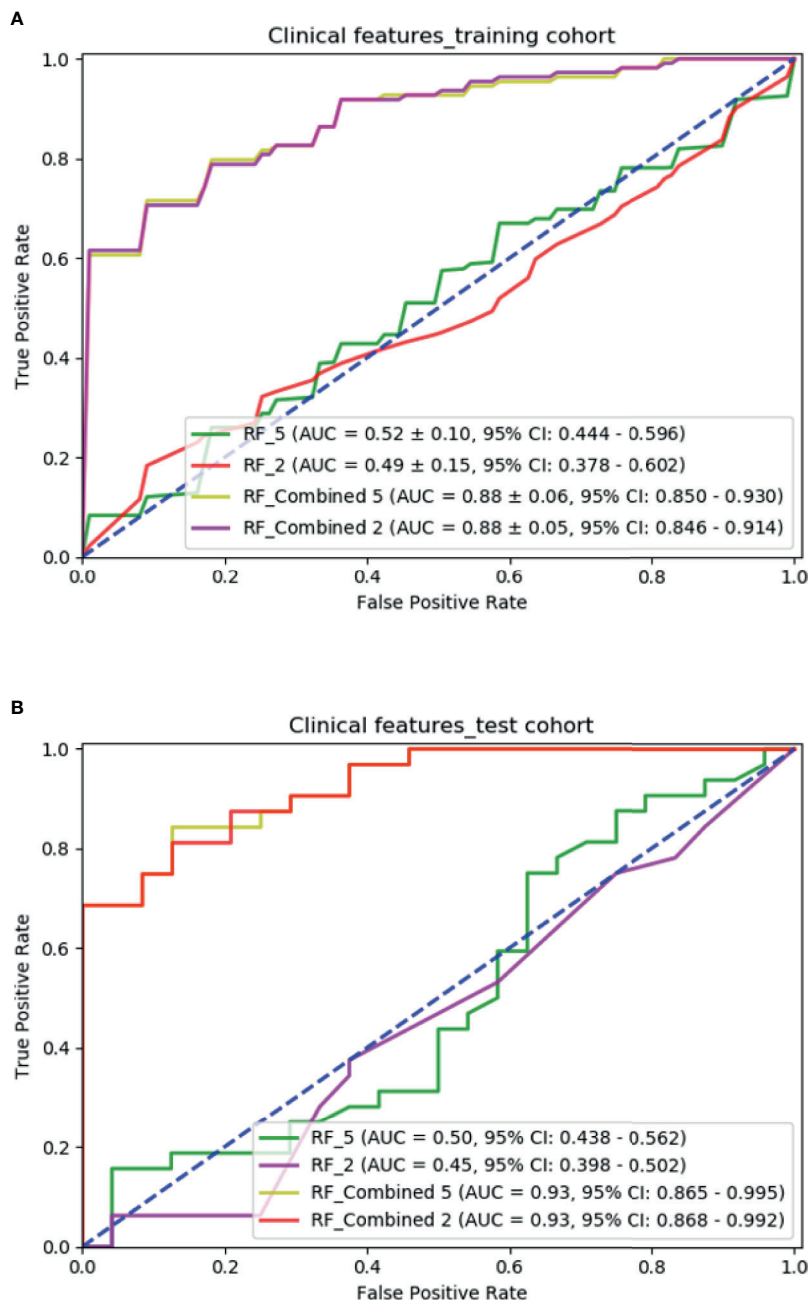 A
Clinical features_training cohort
1.0
0.8
0.6
0.4
0.2
0.0
True Positive Rate
RF_5 (AUC = 0.52 ± 0.10, 95% CI: 0.444 - 0.596)
RF_2 (AUC = 0.49 ± 0.15, 95% CI: 0.378 - 0.602)
RF_Combined 5 (AUC = 0.88 ± 0.06, 95% CI: 0.850 - 0.930)
RF_Combined 2 (AUC = 0.88 ± 0.05, 95% CI: 0.846 - 0.914)
0.0 0.2 0.4 0.6 0.8 1.0
False Positive Rate
B
Clinical features_test cohort
1.0
0.8
0.6
0.4
0.2
0.0
True Positive Rate
RF_5 (AUC = 0.50, 95% CI: 0.438 - 0.562)
RF_2 (AUC = 0.45, 95% CI: 0.398 - 0.502)
RF_Combined 5 (AUC = 0.93, 95% CI: 0.865 - 0.995)
RF_Combined 2 (AUC = 0.93, 95% CI: 0.868 - 0.992)
0.0 0.2 0.4 0.6 0.8 1.0
False Positive Rate